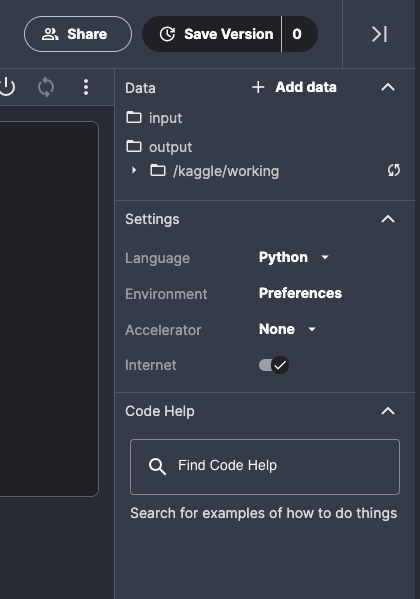 Share
Save Version 0
Data
Add data
input
output
/kaggle/working
Settings
Language Python
Environment Preferences
Accelerator None
Internet
Code Help
Find Code Help
Search for examples of how to do things